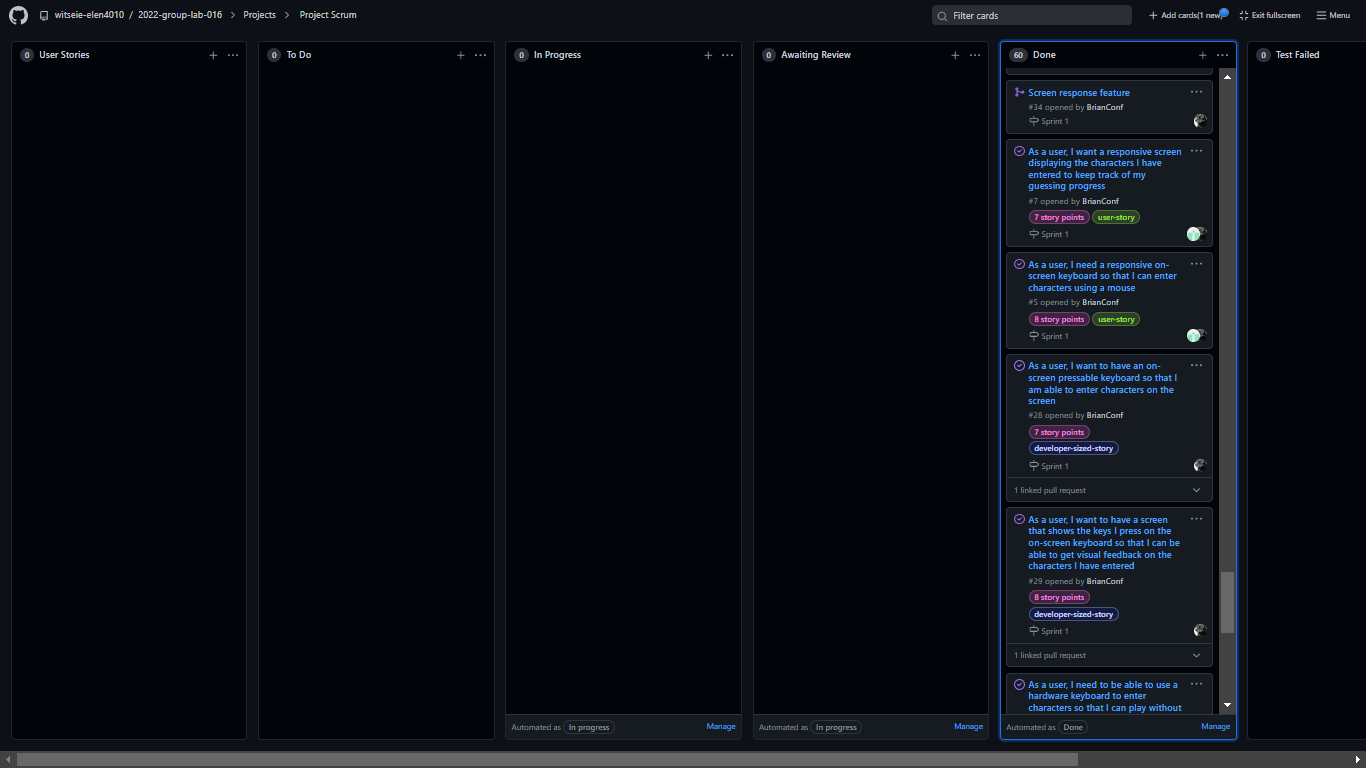 witseie-elen4010 / 2022-group-lab-016 Projects Project Scrum
Filter cards
Add cards(1 new)
Exit fullscreen
Menu
0 User Stories
0 To Do
0 In Progress
Automated as In progress Manage
0 Awaiting Review
Automated as In progress Manage
60 Done
Screen response feature
#34 opened by BrianConf
Sprint 1
As a user, I want a responsive screen
displaying the characters I have
entered to keep track of my
guessing progress
#7 opened by BrianConf
7 story points user-story
Sprint 1
As a user, I need a responsive on-
screen keyboard so that I can enter
characters using a mouse
#5 opened by BrianConf
8 story points user-story
Sprint 1
As a user, I want to have an on-
screen pressable keyboard so that I
am able to enter characters on the
screen
#28 opened by BrianConf
7 story points
developer-sized-story
Sprint 1
1 linked pull request
As a user, I want to have a screen
that shows the keys I press on the
on-screen keyboard so that I can be
able to get visual feedback on the
characters I have entered
#29 opened by BrianConf
8 story points
developer-sized-story
Sprint 1
1 linked pull request
As a user, I need to be able to use a
hardware keyboard to enter
characters so that I can play without
Automated as Done Manage
0 Test Failed